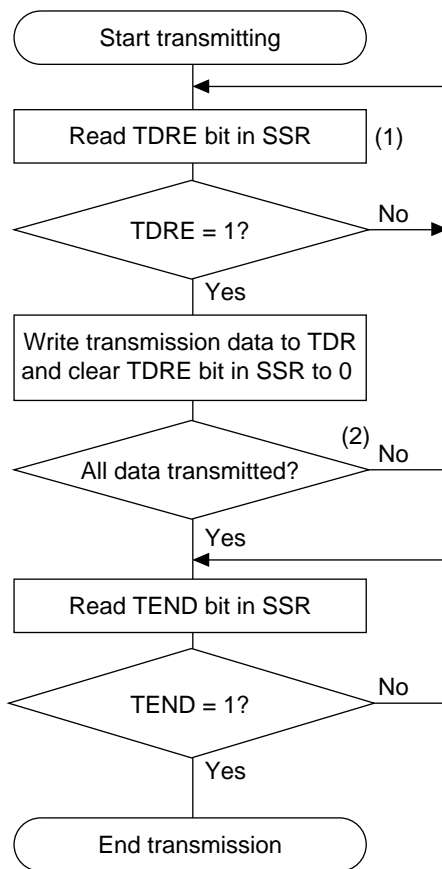 Start transmitting
Read TDRE bit in SSR
(1)
TDRE = 1?
No
Yes
Write transmission data to TDR
and clear TDRE bit in SSR to 0
(2)
All data transmitted?
No
Yes
Read TEND bit in SSR
TEND = 1?
No
Yes
End transmission